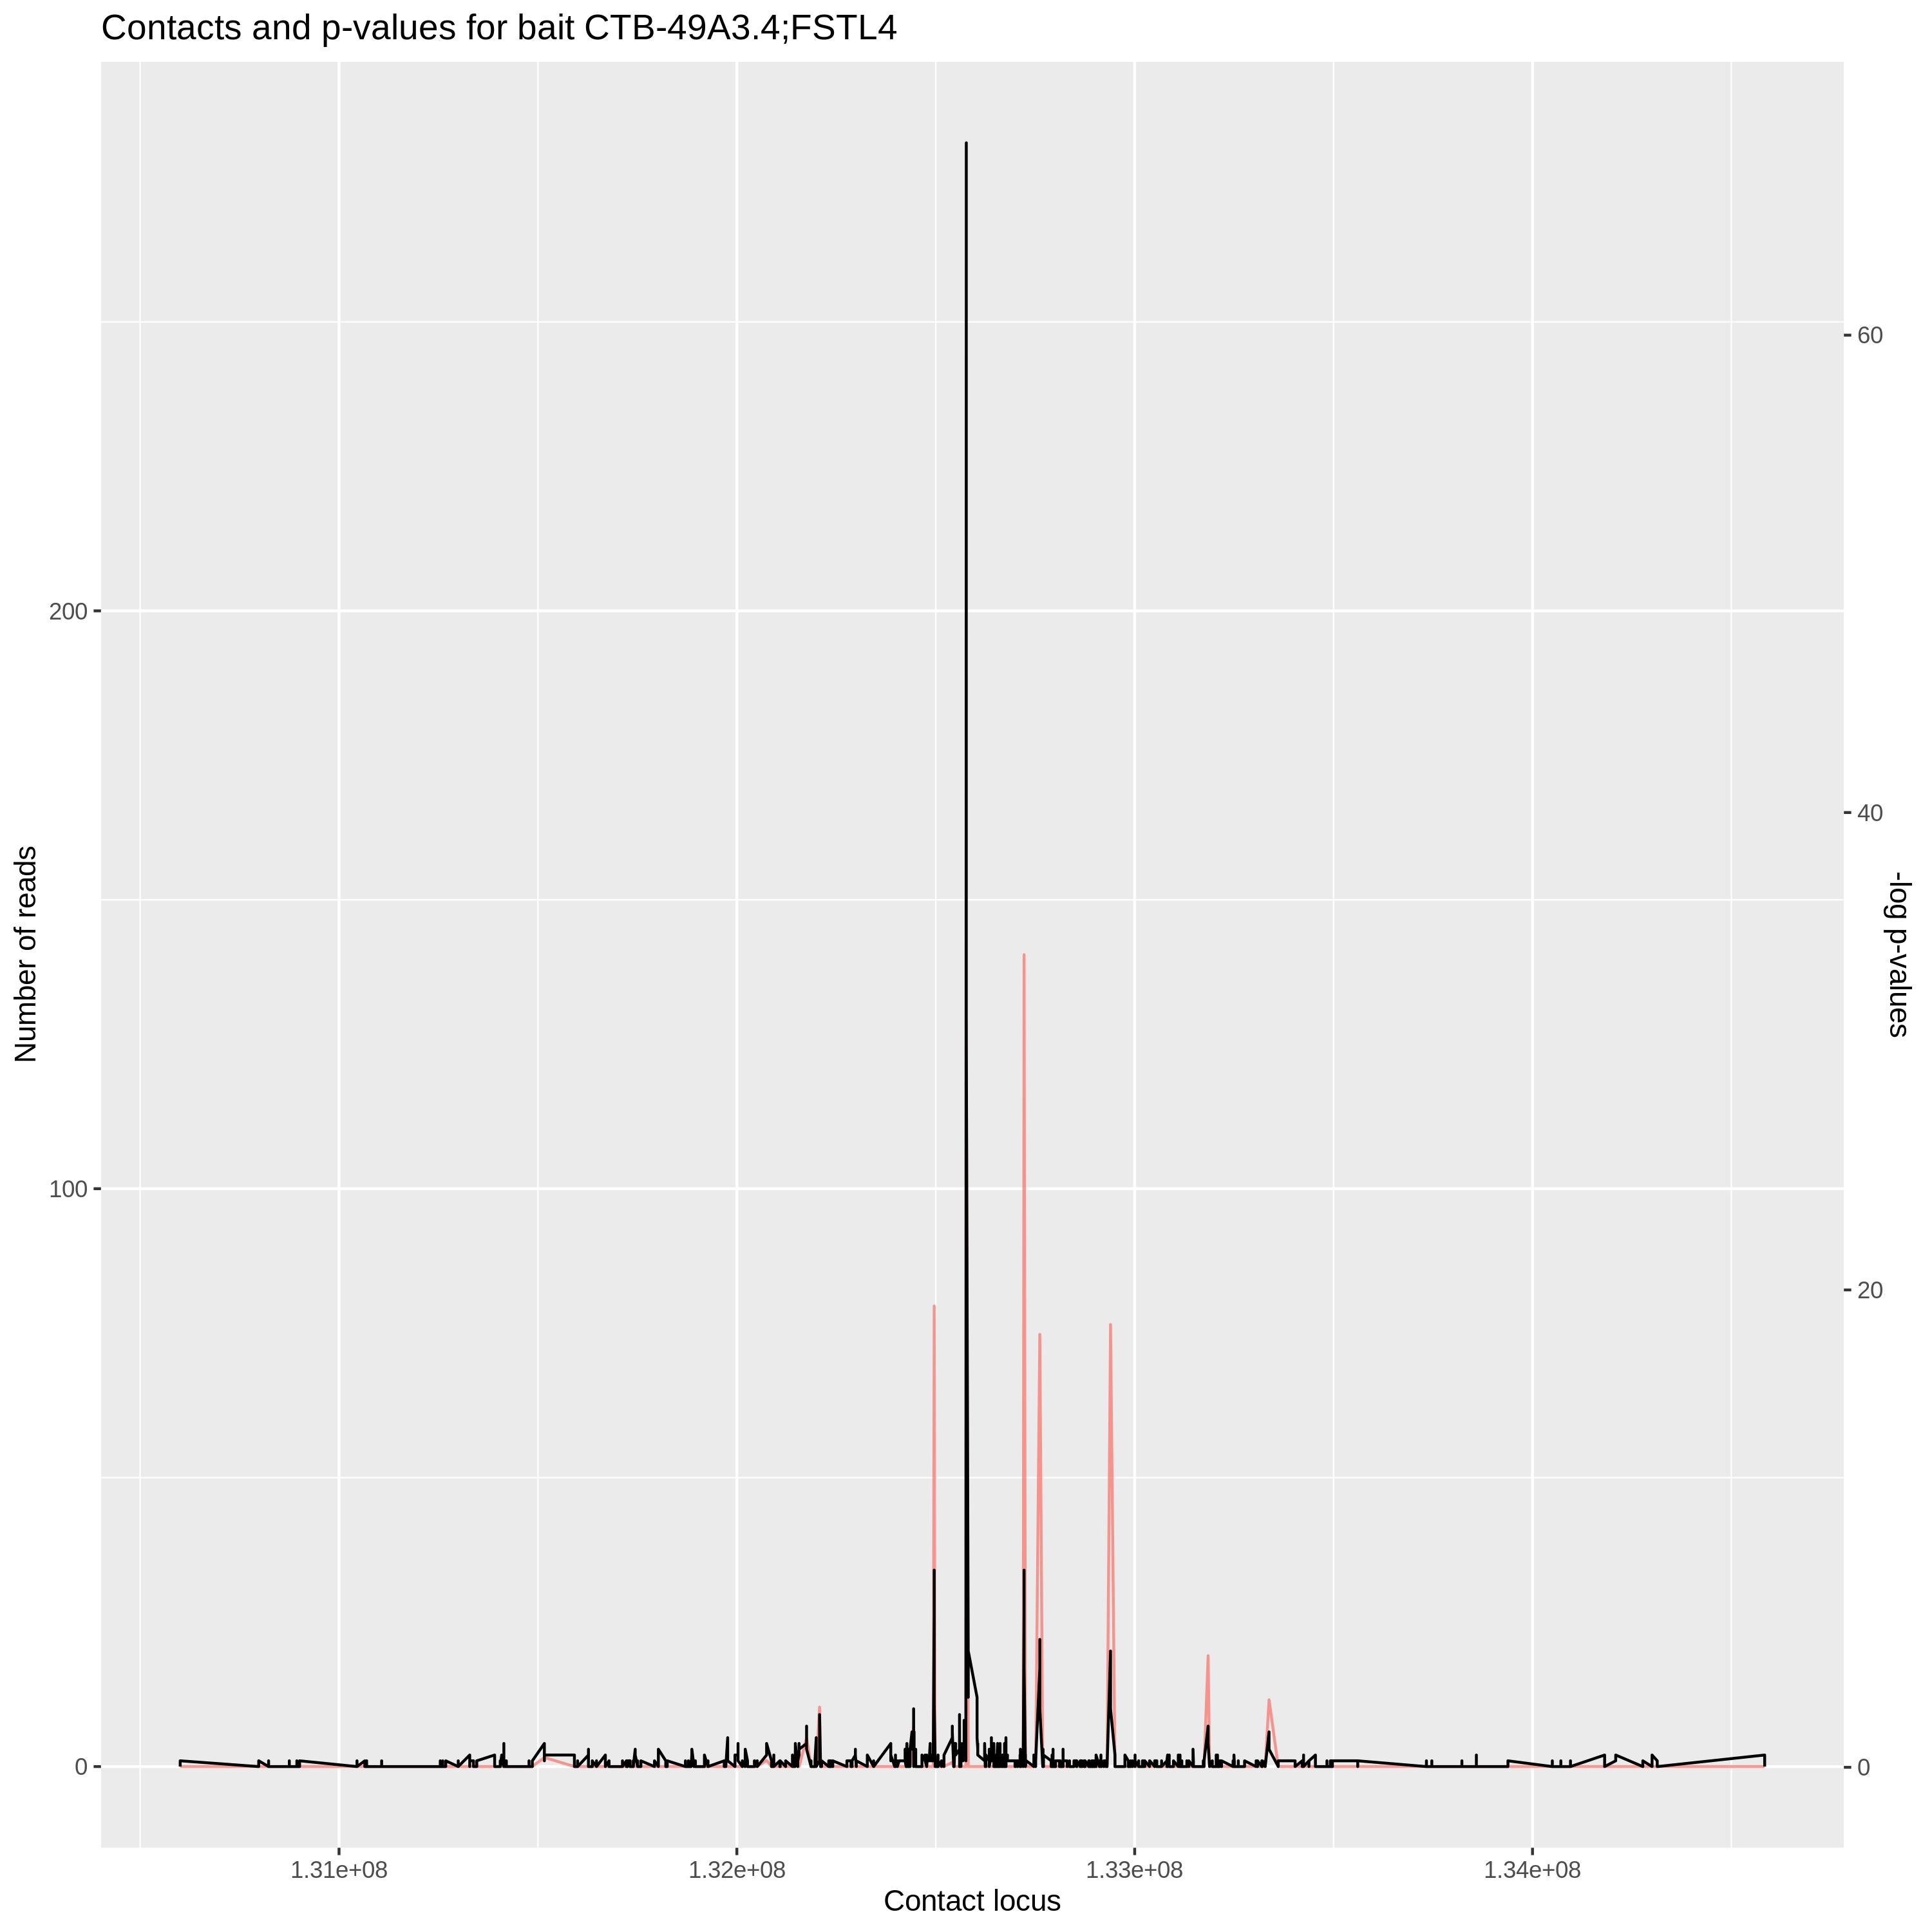 Contacts and p-values for bait CTB-49A3.4;FSTL4
Number of reads
200
100
0
60
40
20
0
-log p-values
1.31e+08
1.32e+08
1.33e+08
1.34e+08
Contact locus